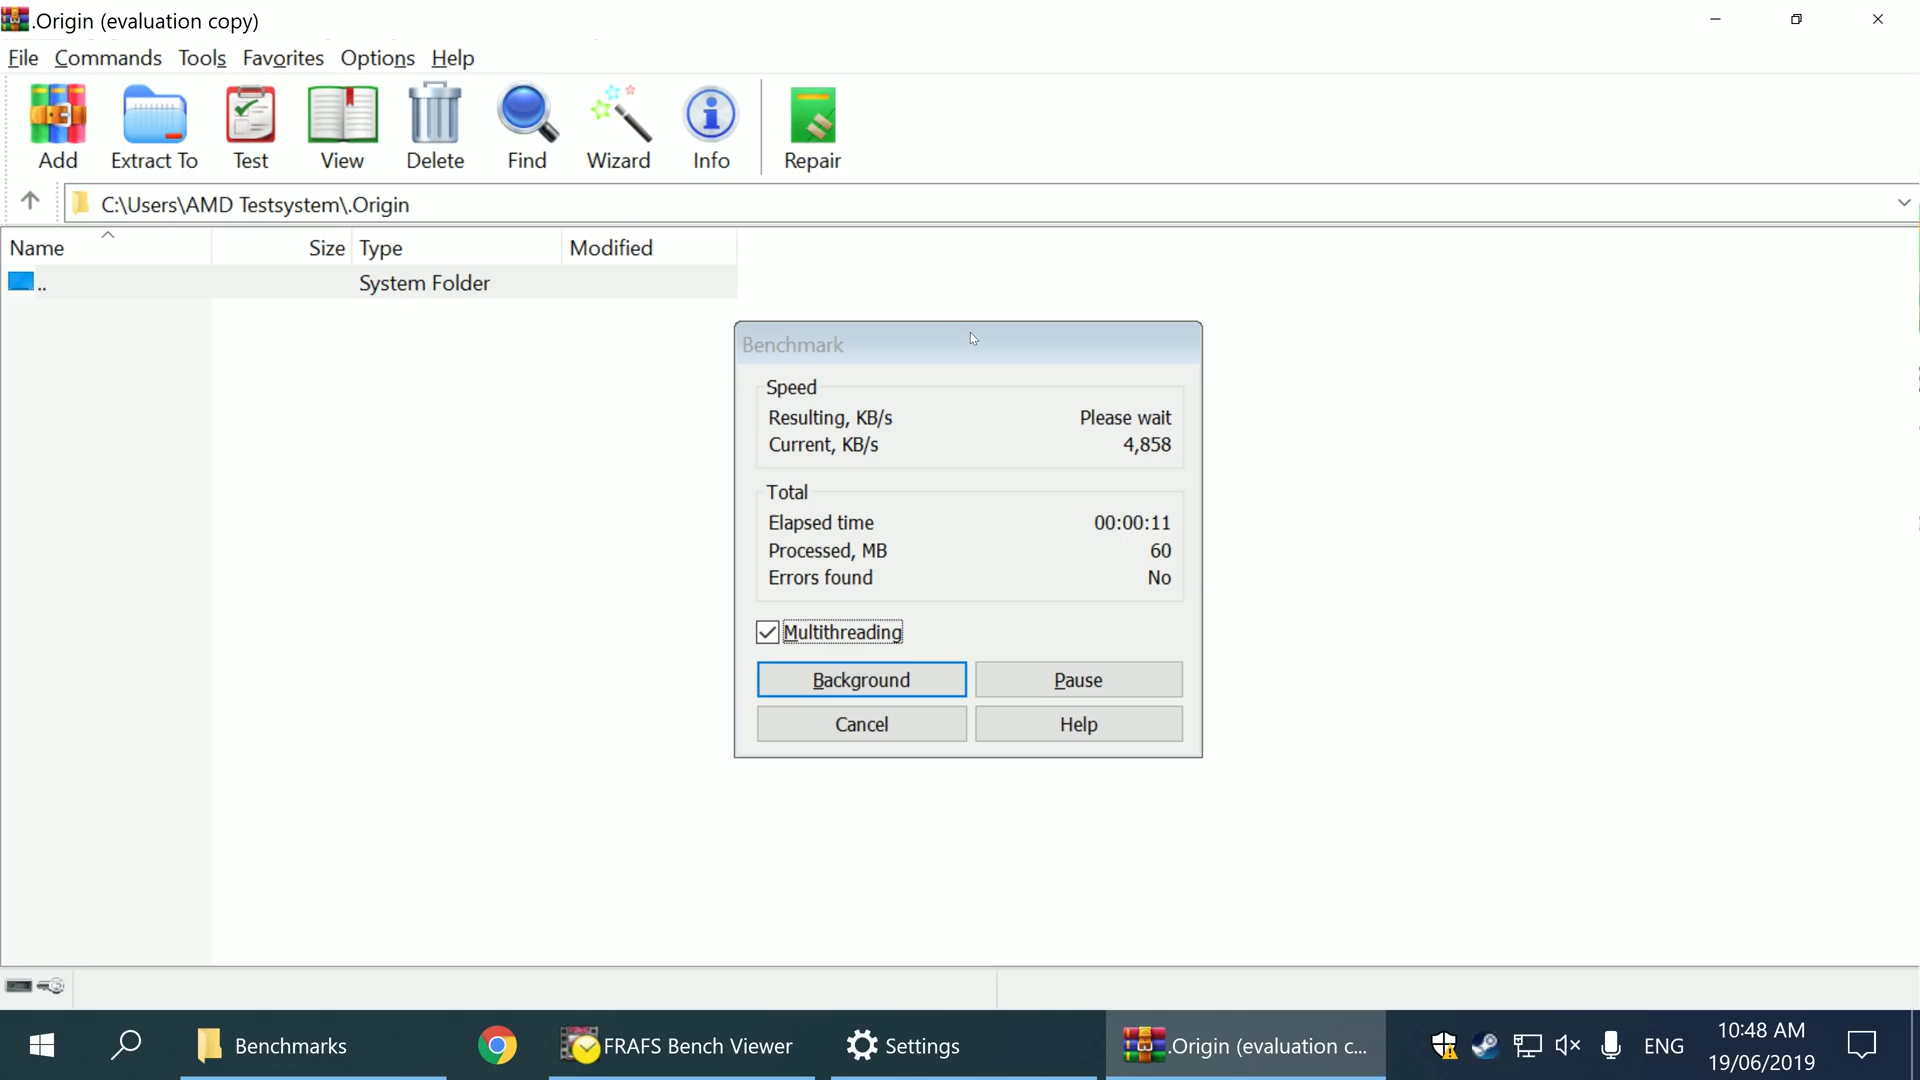 .Origin (evaluation copy)
File Commands Tools Favorites Options Help
Add Extract To Test View Delete Find Wizard Info Repair
C:\Users\AMD Testsystem\.Origin
Name Size Type Modified
.. System Folder
Benchmark
Speed
Resulting, KB/s Please wait
Current, KB/s 4,858
Total
Elapsed time 00:00:11
Processed, MB 60
Errors found No
Multithreading
Background Pause
Cancel Help
Benchmarks FRAFS Bench Viewer Settings .Origin (evaluation c... ENG 10:48 AM
19/06/2019